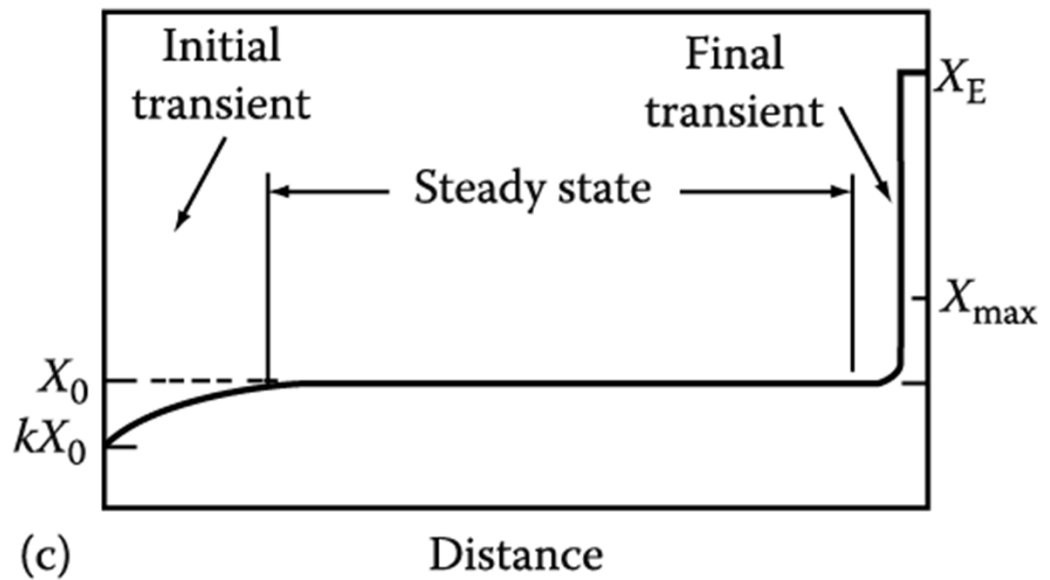 Initial
transient
Final
transient
X_E
Steady state
X_max
X_0
kX_0
(c)
Distance